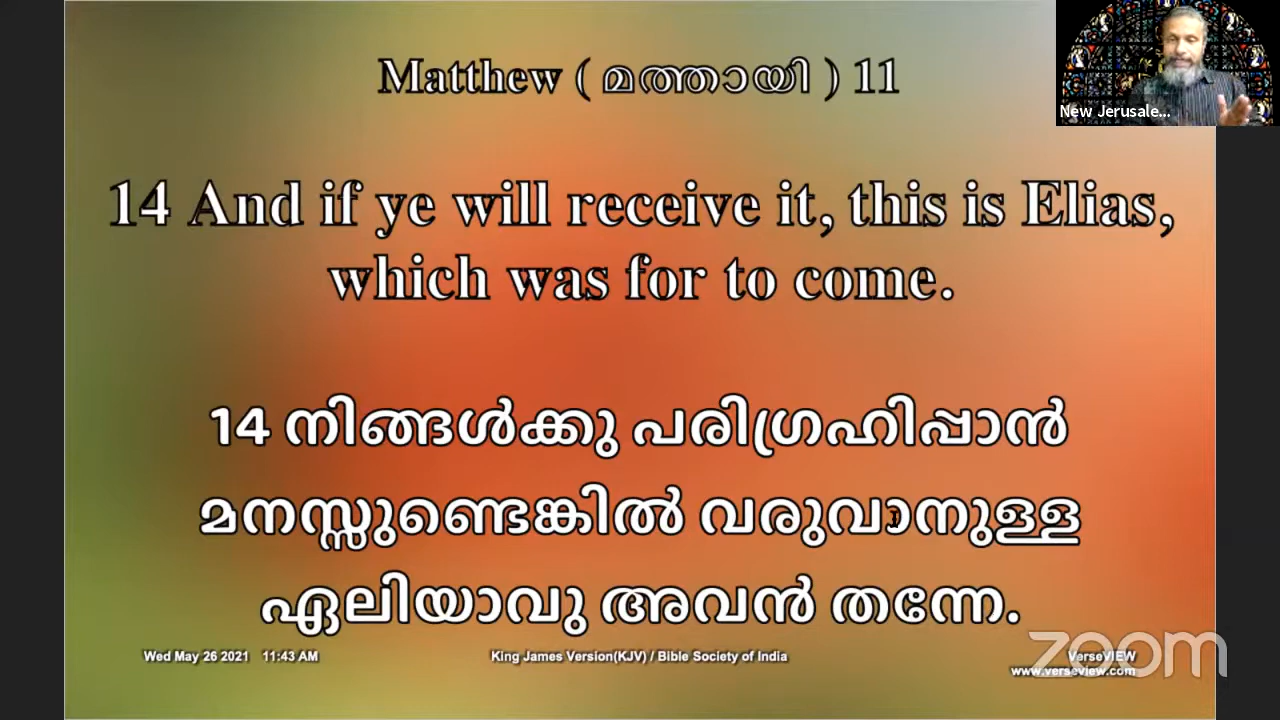 Matthew ( മത്തായി ) 11
New Jerusale...
14 And if ye will receive it, this is Elias,
which was for to come.
14 നിങ്ങൾക്കു പരിഗ്രഹിപ്പാൻ
മനസ്സുണ്ടെങ്കിൽ വരുവാനുള്ള
ഏലിയാവു അവൻ തന്നേ.
Wed May 26 2021 11:43 AM
King James Version(KJV) / Bible Society of India
VerseVIEW
www.verseview.com
zoom